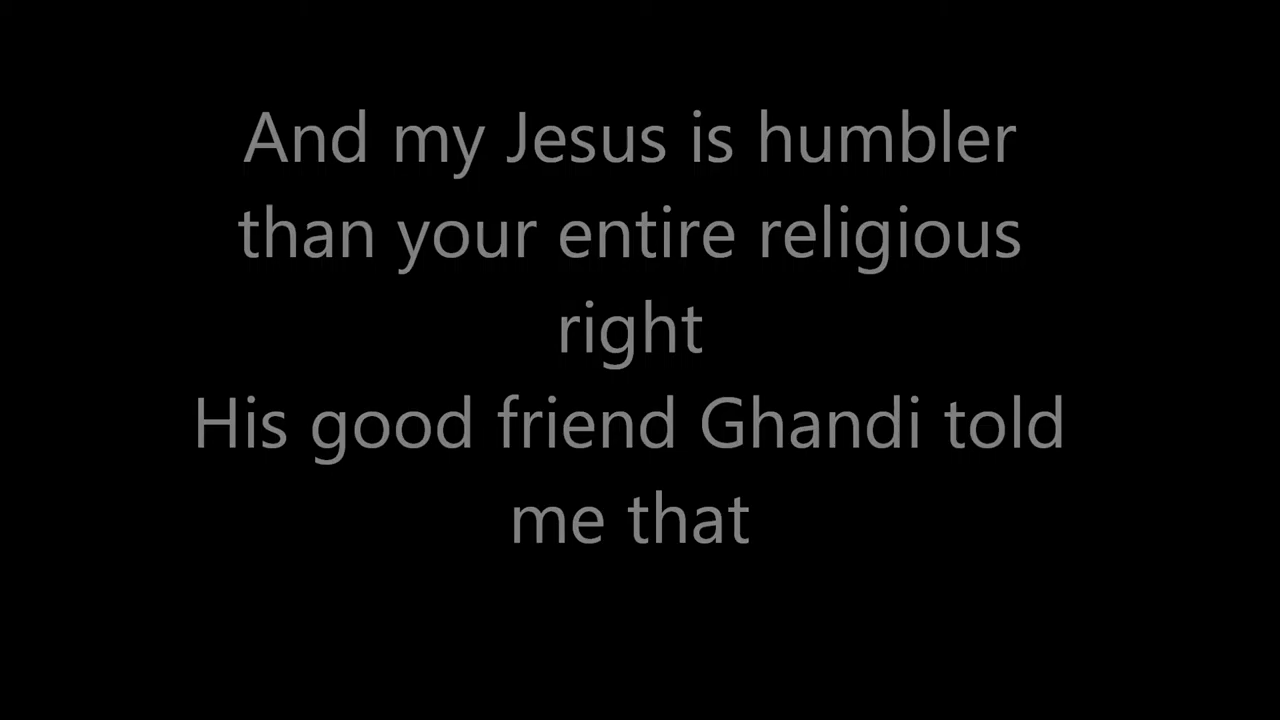 And my Jesus is humbler
than your entire religious
right
His good friend Ghandi told
me that